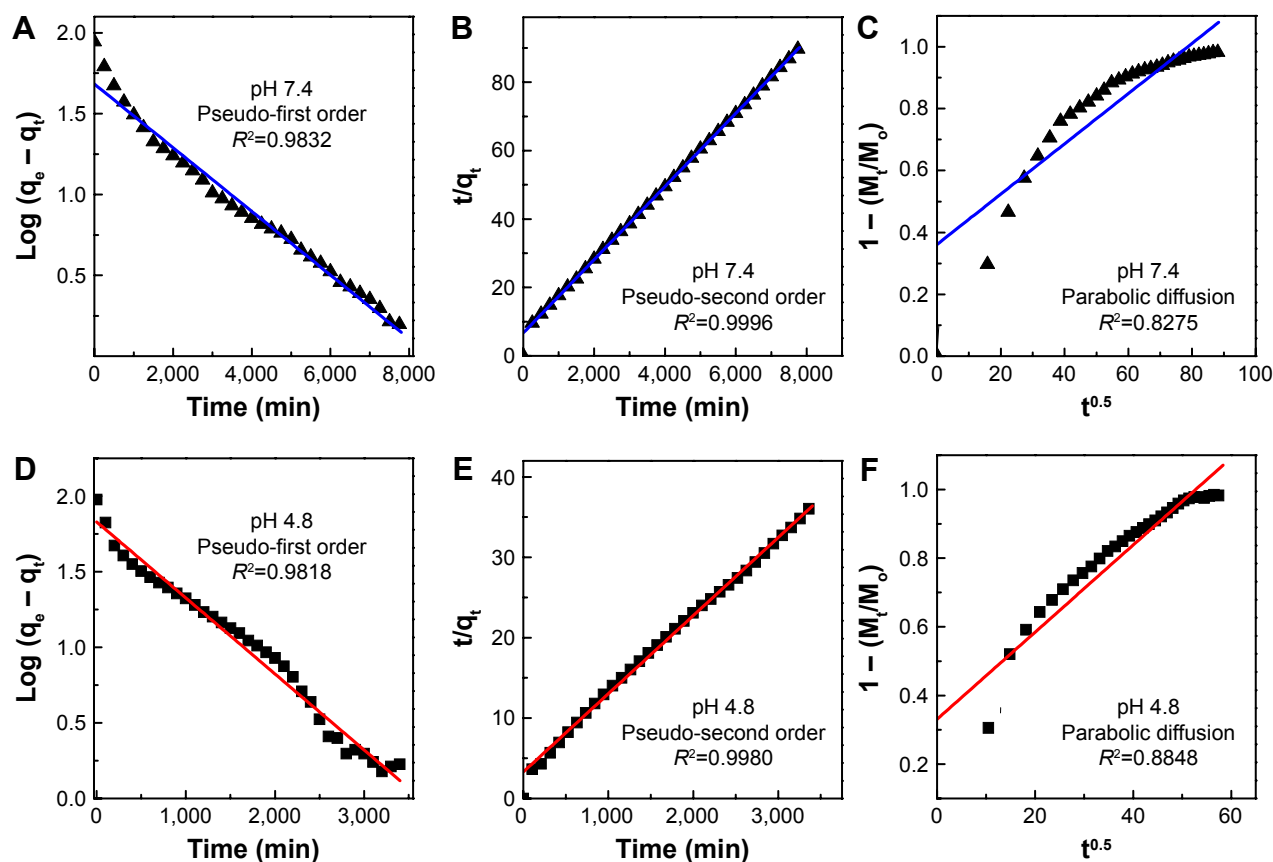 A
Log (qₑ − qₜ)
2.0
1.5
1.0
0.5
pH 7.4
Pseudo-first order
R²=0.9832
0
2,000
4,000
6,000
8,000
Time (min)
B
t/qₜ
80
60
40
20
0
pH 7.4
Pseudo-second order
R²=0.9996
0
2,000
4,000
6,000
8,000
Time (min)
C
1 − (Mₜ/Mₒ)
1.0
0.8
0.6
0.4
0.2
0.0
pH 7.4
Parabolic diffusion
R²=0.8275
0
20
40
60
80
100
t⁰·⁵
D
Log (qₑ − qₜ)
2.0
1.5
1.0
0.5
0.0
pH 4.8
Pseudo-first order
R²=0.9818
0
1,000
2,000
3,000
Time (min)
E
t/qₜ
40
30
20
10
0
pH 4.8
Pseudo-second order
R²=0.9980
0
1,000
2,000
3,000
Time (min)
F
1 − (Mₜ/Mₒ)
1.0
0.8
0.6
0.4
0.2
pH 4.8
Parabolic diffusion
R²=0.8848
0
20
40
60
t⁰·⁵